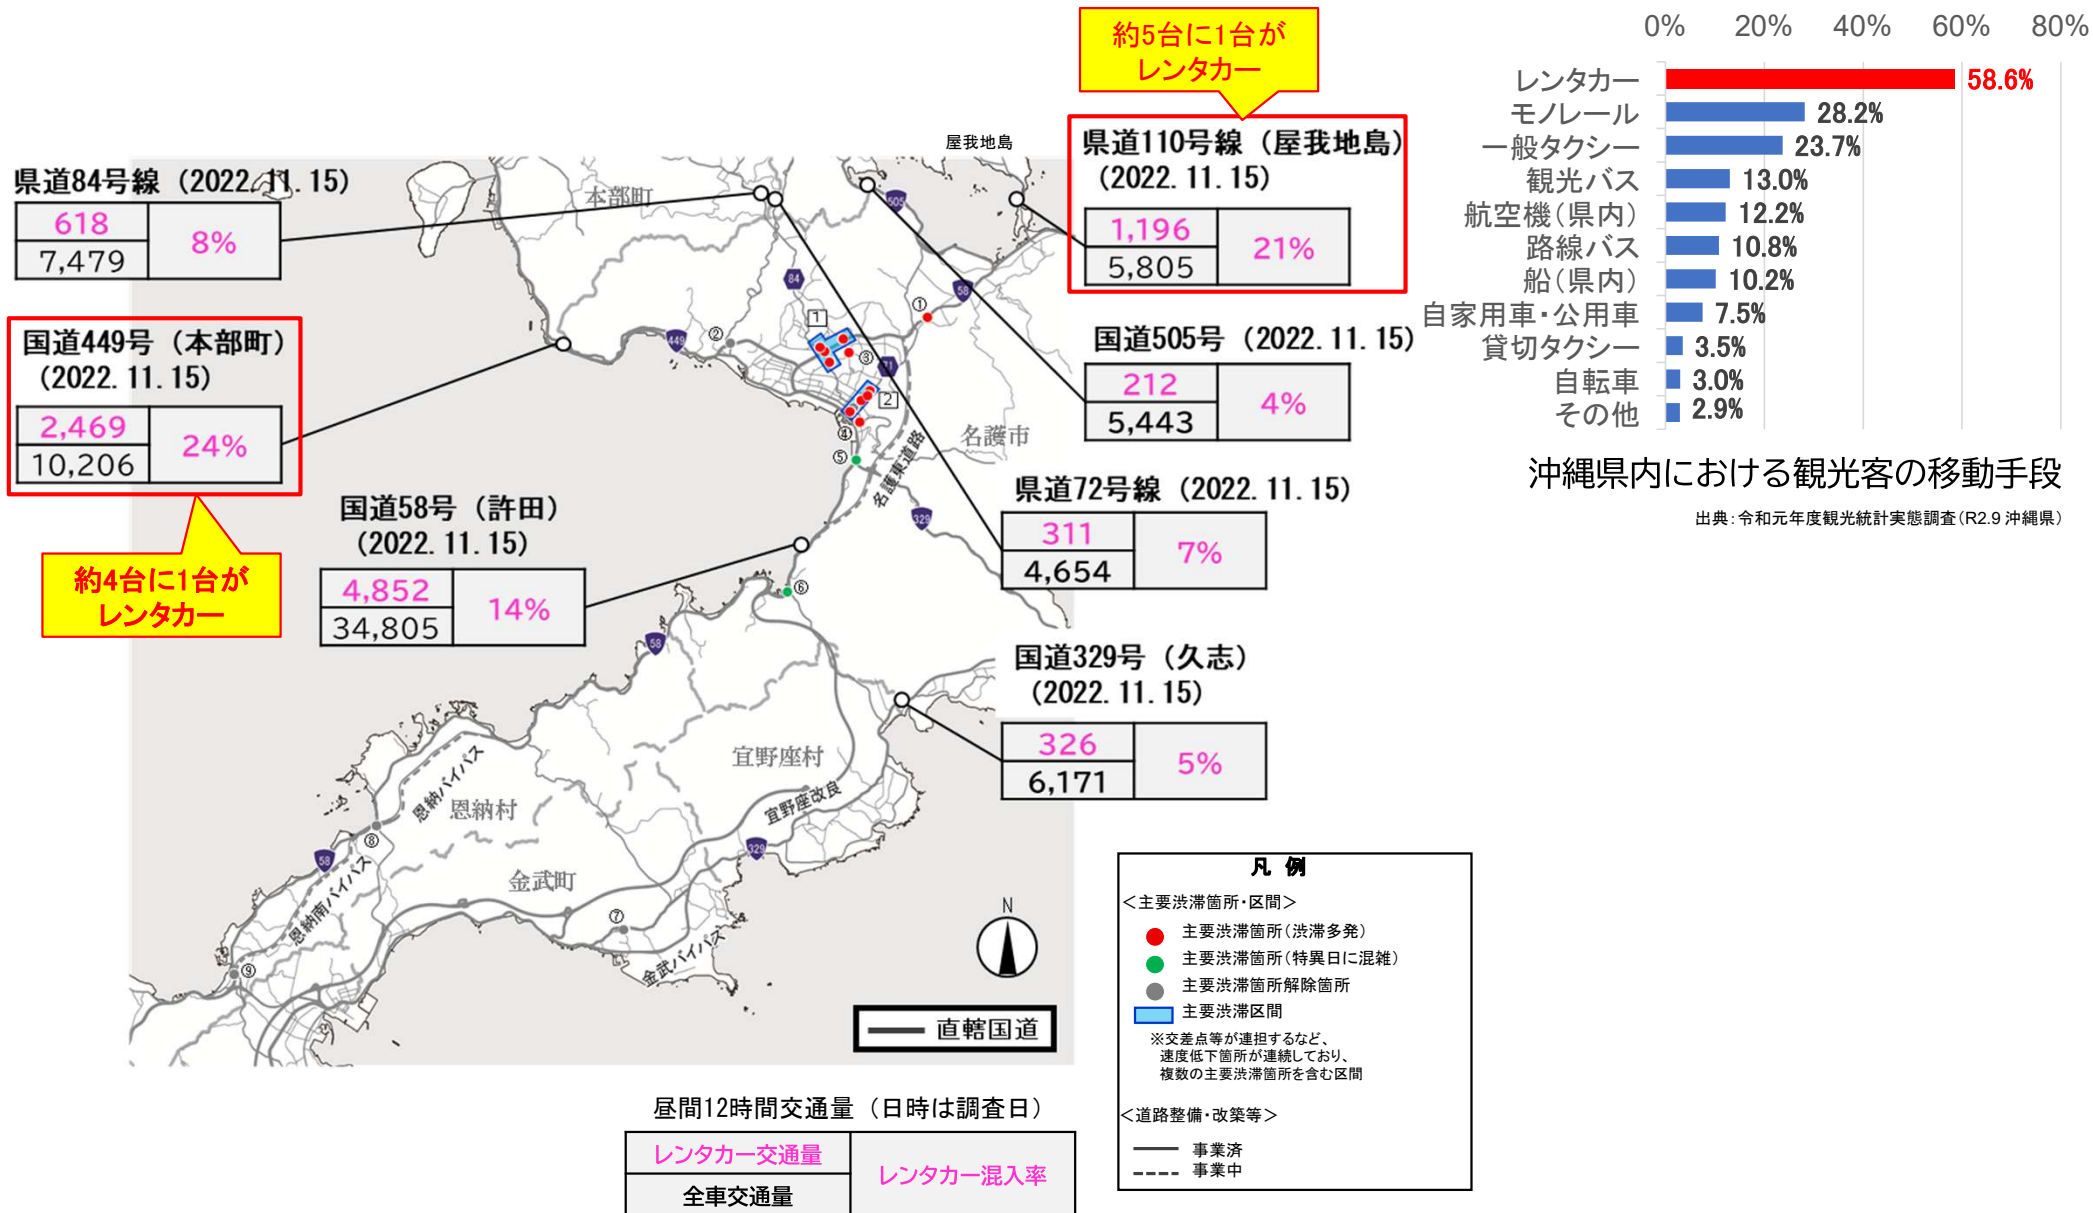 約5台に1台が
レンタカー
屋我地島
県道110号線（屋我地島）
（2022.11.15）
1,196
5,805
21%
県道84号線（2022.11.15）
618
7,479
8%
国道449号（本部町）
（2022.11.15）
2,469
10,206
24%
約4台に1台が
レンタカー
国道58号（許田）
（2022.11.15）
4,852
34,805
14%
国道505号（2022.11.15）
212
5,443
4%
県道72号線（2022.11.15）
311
4,654
7%
国道329号（久志）
（2022.11.15）
326
6,171
5%
本部町
505
84
58
①
1
②
449
③
71
2
④
⑤
名護市
名護東道路
329
⑥
58
宜野座村
宜野座改良
恩納バイパス
恩納村
⑧
58
329
恩納南バイパス
金武町
⑦
金武バイパス
⑨
N
直轄国道
昼間12時間交通量（日時は調査日）
レンタカー交通量
全車交通量
レンタカー混入率
凡 例
＜主要渋滞箇所・区間＞
主要渋滞箇所（渋滞多発）
主要渋滞箇所（特異日に混雑）
主要渋滞箇所解除箇所
主要渋滞区間
※交差点等が連担するなど、
速度低下箇所が連続しており、
複数の主要渋滞箇所を含む区間
＜道路整備・改築等＞
事業済
事業中
0% 20% 40% 60% 80%
レンタカー 58.6%
モノレール 28.2%
一般タクシー 23.7%
観光バス 13.0%
航空機（県内） 12.2%
路線バス 10.8%
船（県内） 10.2%
自家用車・公用車 7.5%
貸切タクシー 3.5%
自転車 3.0%
その他 2.9%
沖縄県内における観光客の移動手段
出典：令和元年度観光統計実態調査（R2.9 沖縄県）